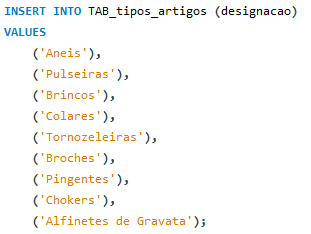 INSERT INTO TAB_tipos_artigos (designacao)
VALUES
('Aneis'),
('Pulseiras'),
('Brincos'),
('Colares'),
('Tornozeleiras'),
('Broches'),
('Pingentes'),
('Chokers'),
('Alfinetes de Gravata');